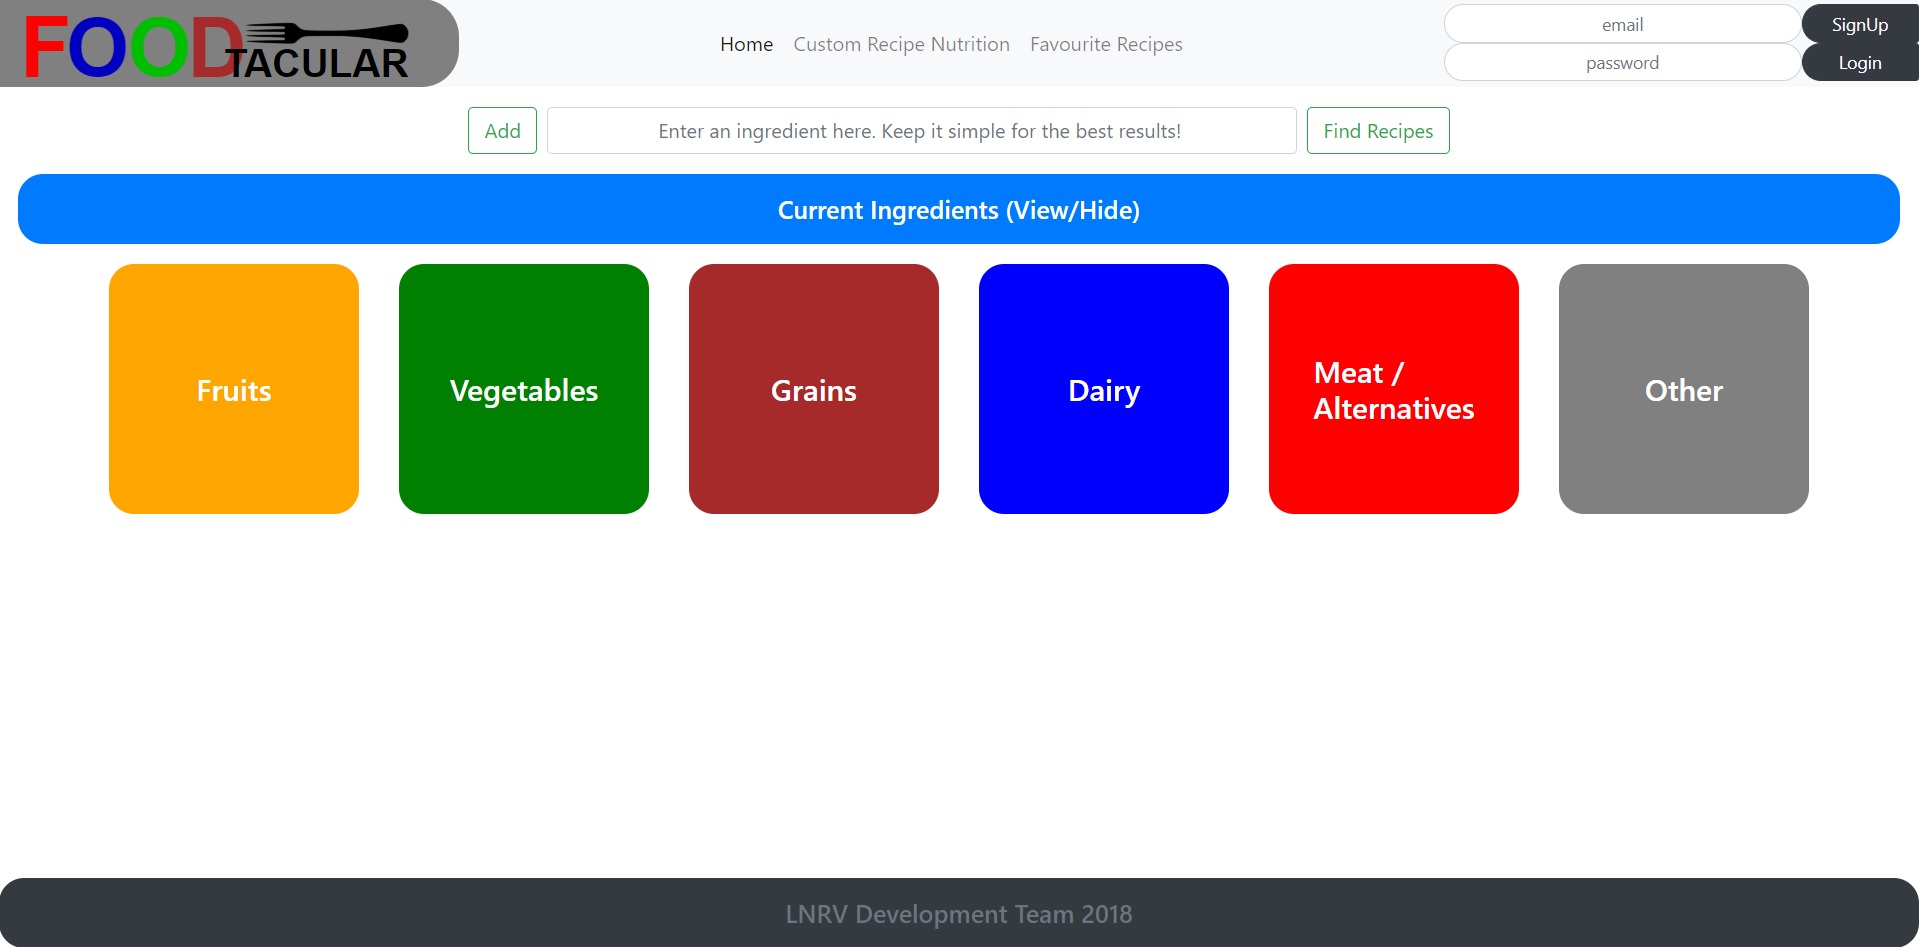 FOOD
TACULAR
Home Custom Recipe Nutrition Favourite Recipes
email SignUp
password Login
Add Enter an ingredient here. Keep it simple for the best results! Find Recipes
Current Ingredients (View/Hide)
Fruits
Vegetables
Grains
Dairy
Meat /
Alternatives
Other
LNRV Development Team 2018